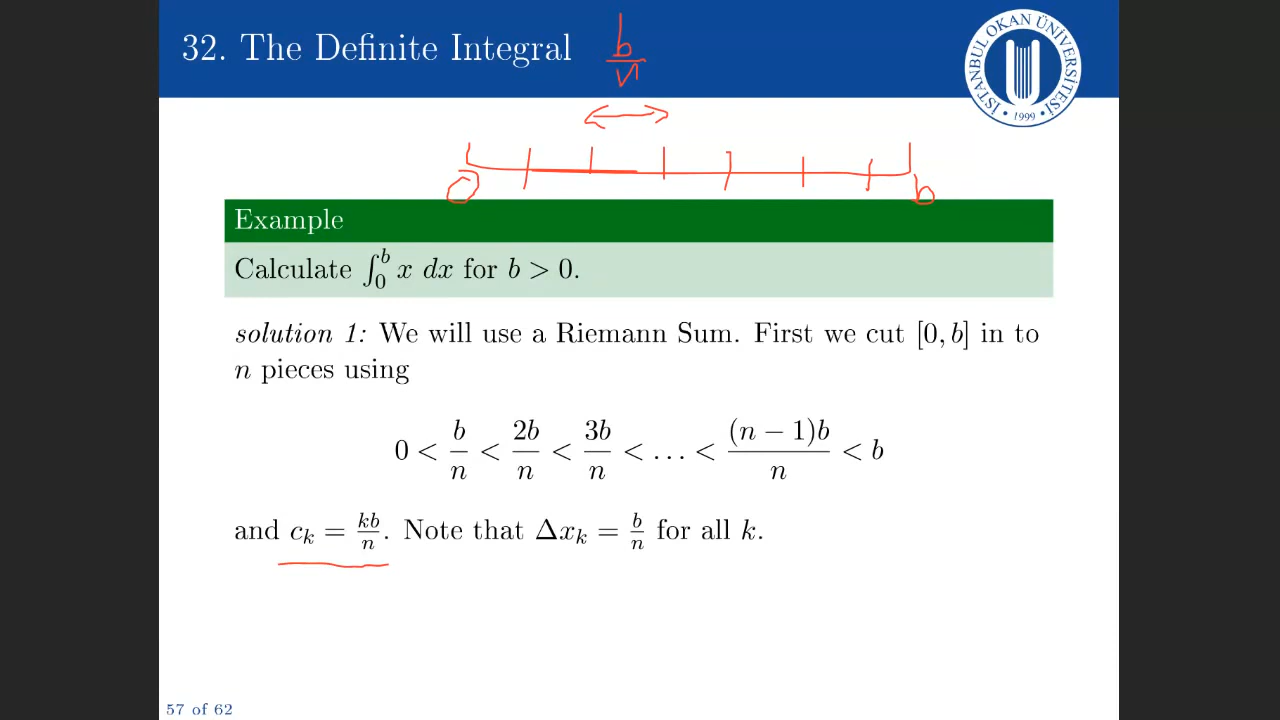 32. The Definite Integral
b/n
İSTANBUL OKAN ÜNİVERSİTESİ
• 1999 •
0 b
Example
Calculate ∫₀ᵇ x dx for b > 0.
solution 1: We will use a Riemann Sum. First we cut [0, b] in to
n pieces using
0 < b/n < 2b/n < 3b/n < … < (n − 1)b/n < b
and cₖ = kb/n. Note that Δxₖ = b/n for all k.
57 of 62